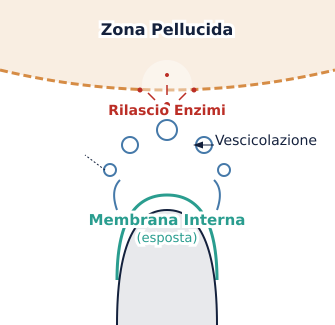 Zona Pellucida
Rilascio Enzimi
Vescicolazione
Membrana Interna
(esposta)